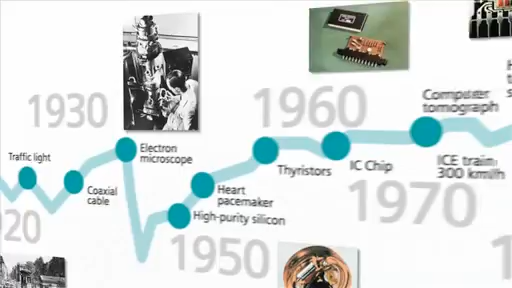 1930
1960
Computer
tomograph
Traffic light
Electron
microscope
Thyristors
IC Chip
ICE train:
300 km/h
Coaxial
cable
Heart
pacemaker
1970
High-purity silicon
20
1950